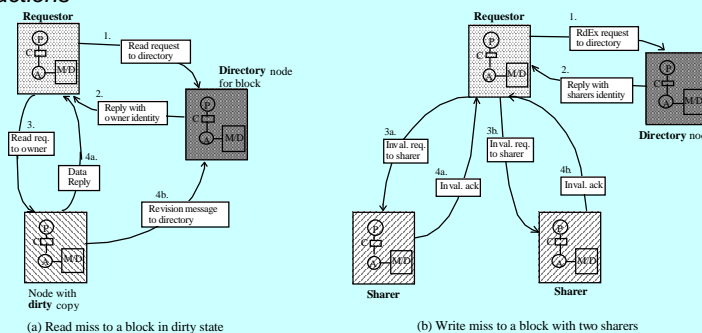 Requestor
P
C
A
M/D
1.
Read request
to directory
Directory node
for block
2.
Reply with
owner identity
M/D
3.
Read req.
to owner
4a.
Data
Reply
4b.
Revision message
to directory
P
C
A
M/D
P
C
A
M/D
Node with
dirty copy
(a) Read miss to a block in dirty state
Requestor
P
C
A
M/D
1.
RdEx request
to directory
P
C
A
M/D
2.
Reply with
sharers identity
Directory no
3a.
Inval. req.
to sharer
4a.
Inval. ack
3b.
Inval. req.
to sharer
4b.
Inval. ack
P
C
A
M/D
Sharer
P
C
A
M/D
Sharer
(b) Write miss to a block with two sharers